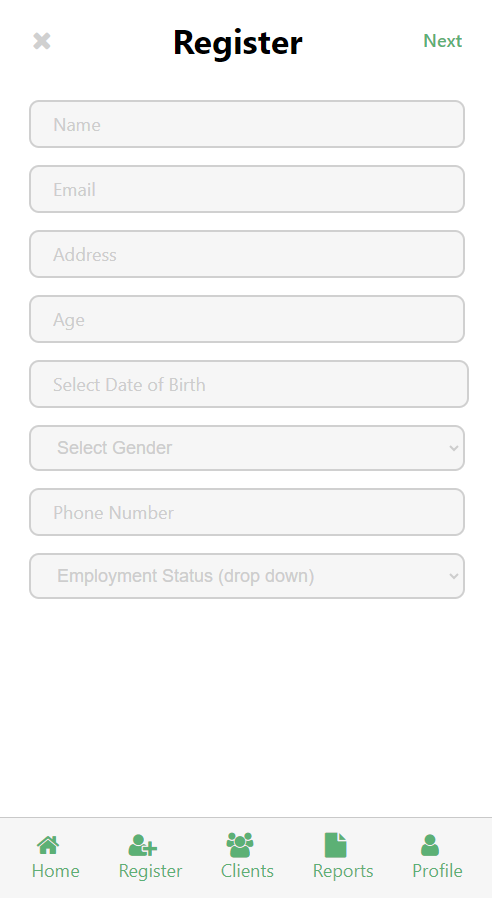 Register
Next
Name
Email
Address
Age
Select Date of Birth
Select Gender
Phone Number
Employment Status (drop down)
Home Register Clients Reports Profile